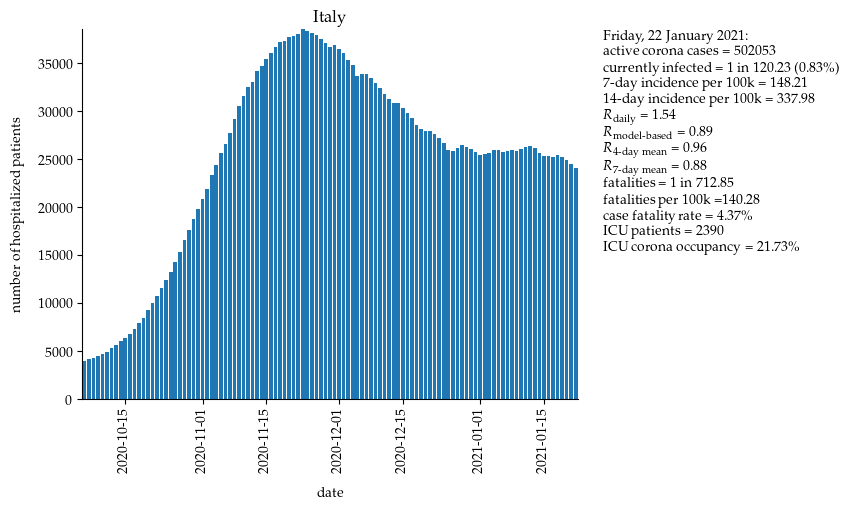 Italy
number of hospitalized patients
35000
30000
25000
20000
15000
10000
5000
0
2020-10-15
2020-11-01
2020-11-15
2020-12-01
2020-12-15
2021-01-01
2021-01-15
date
Friday, 22 January 2021:
active corona cases = 502053
currently infected = 1 in 120.23 (0.83%)
7-day incidence per 100k = 148.21
14-day incidence per 100k = 337.98
R daily = 1.54
R model-based = 0.89
R 4-day mean = 0.96
R 7-day mean = 0.88
fatalities = 1 in 712.85
fatalities per 100k =140.28
case fatality rate = 4.37%
ICU patients = 2390
ICU corona occupancy = 21.73%